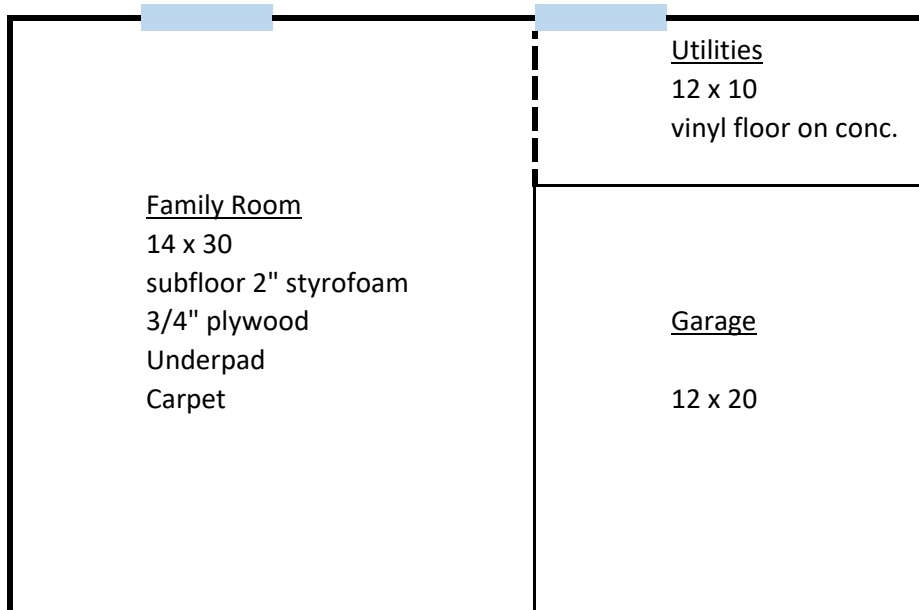 Utilities
12 x 10
vinyl floor on conc.
Family Room
14 x 30
subfloor 2" styrofoam
3/4" plywood
Underpad
Carpet
Garage
12 x 20